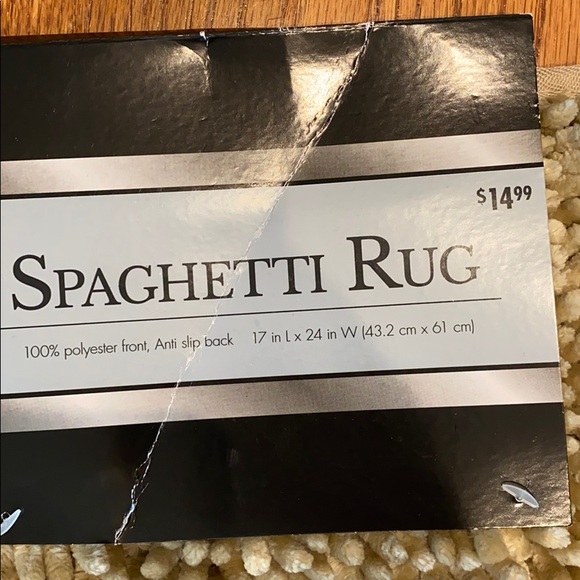 $14.99
SPAGHETTI RUG
100% polyester front, Anti slip back 17 in L x 24 in W (43.2 cm x 61 cm)